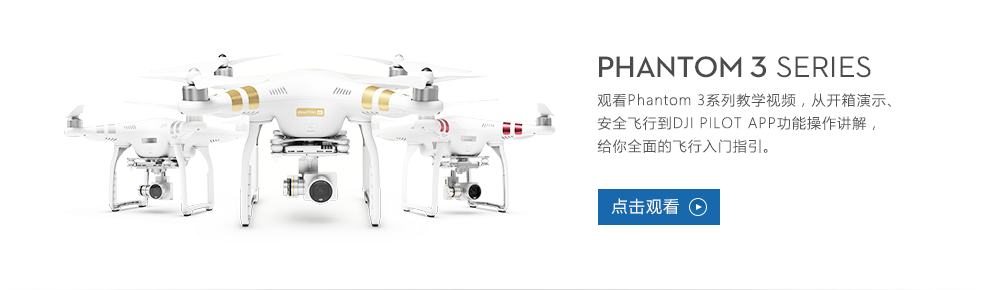 PHANTOM 3 SERIES
观看Phantom 3系列教学视频，从开箱演示、
安全飞行到DJI PILOT APP功能操作讲解，
给你全面的飞行入门指引。
点击观看